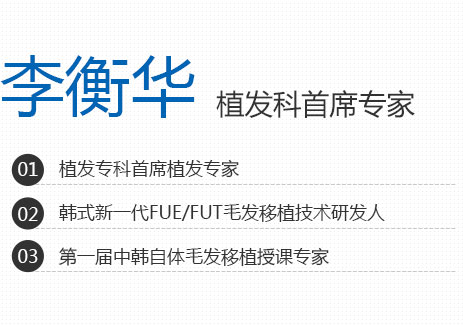 李衡华 植发科首席专家
01 植发专科首席植发专家
02 韩式新一代FUE/FUT毛发移植技术研发人
03 第一届中韩自体毛发移植授课专家